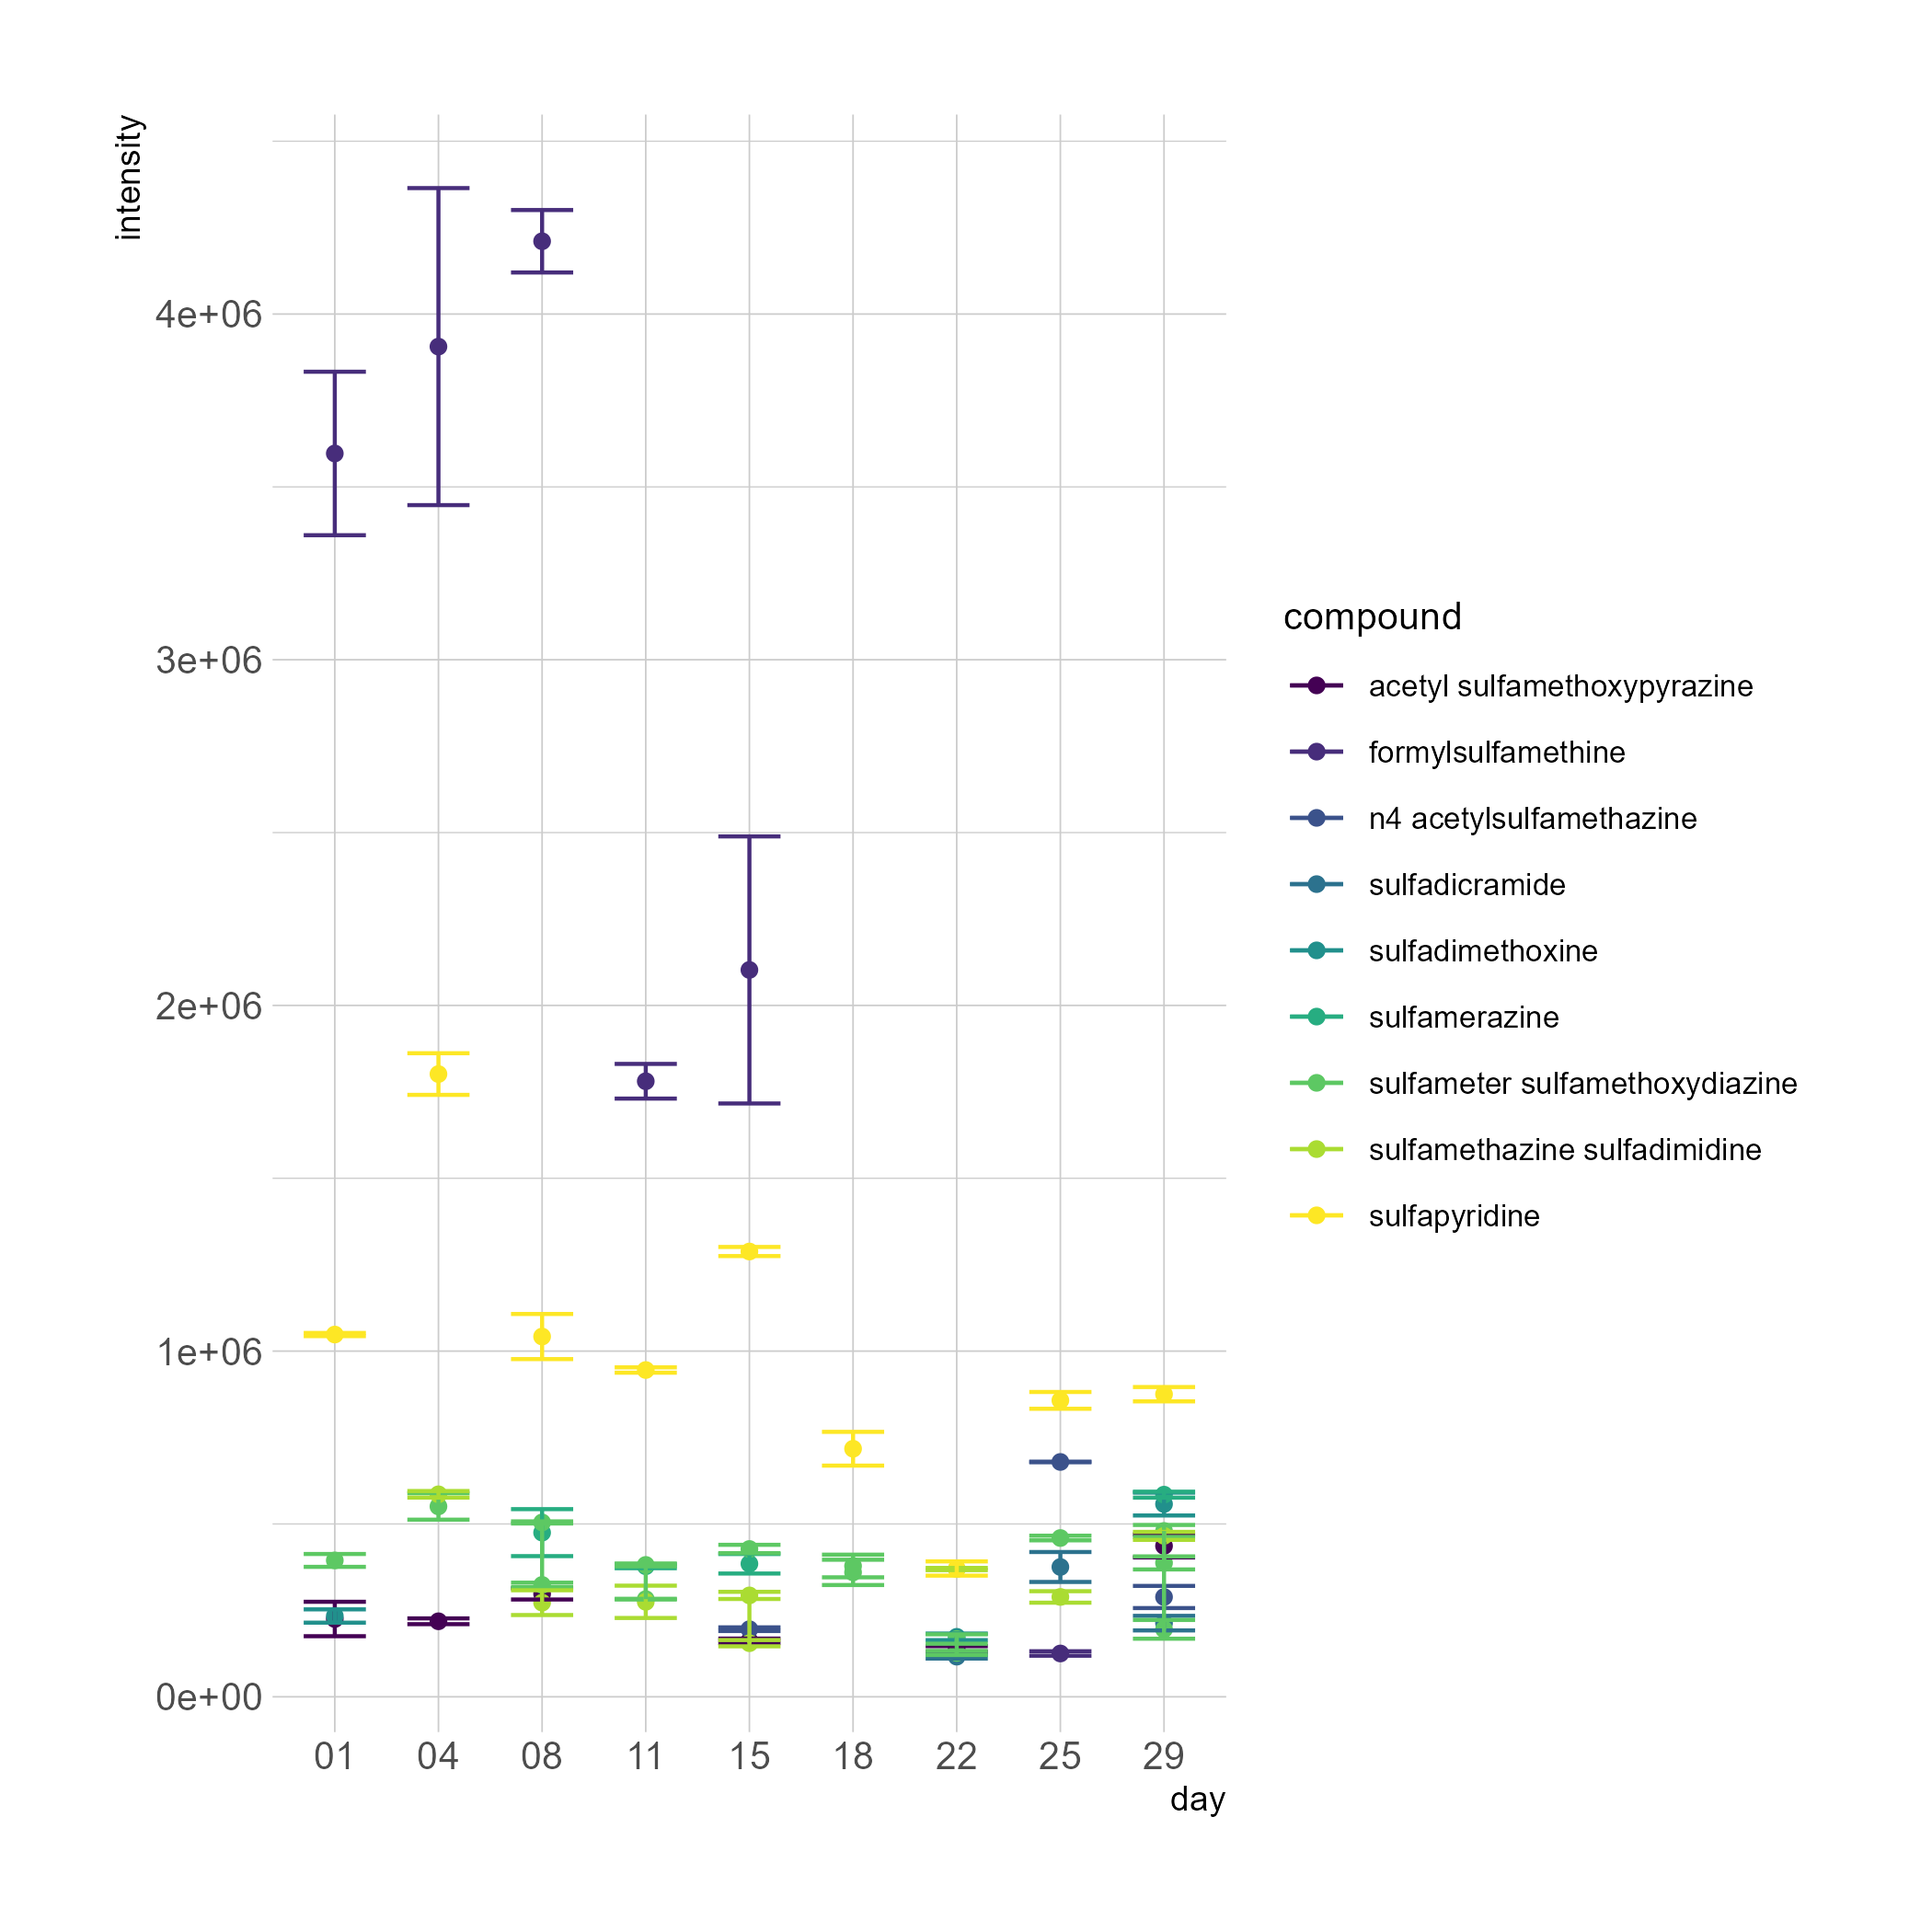 intensity
4e+06
3e+06
2e+06
1e+06
0e+00
01 04 08 11 15 18 22 25 29
day
compound
acetyl sulfamethoxypyrazine
formylsulfamethine
n4 acetylsulfamethazine
sulfadicramide
sulfadimethoxine
sulfamerazine
sulfameter sulfamethoxydiazine
sulfamethazine sulfadimidine
sulfapyridine